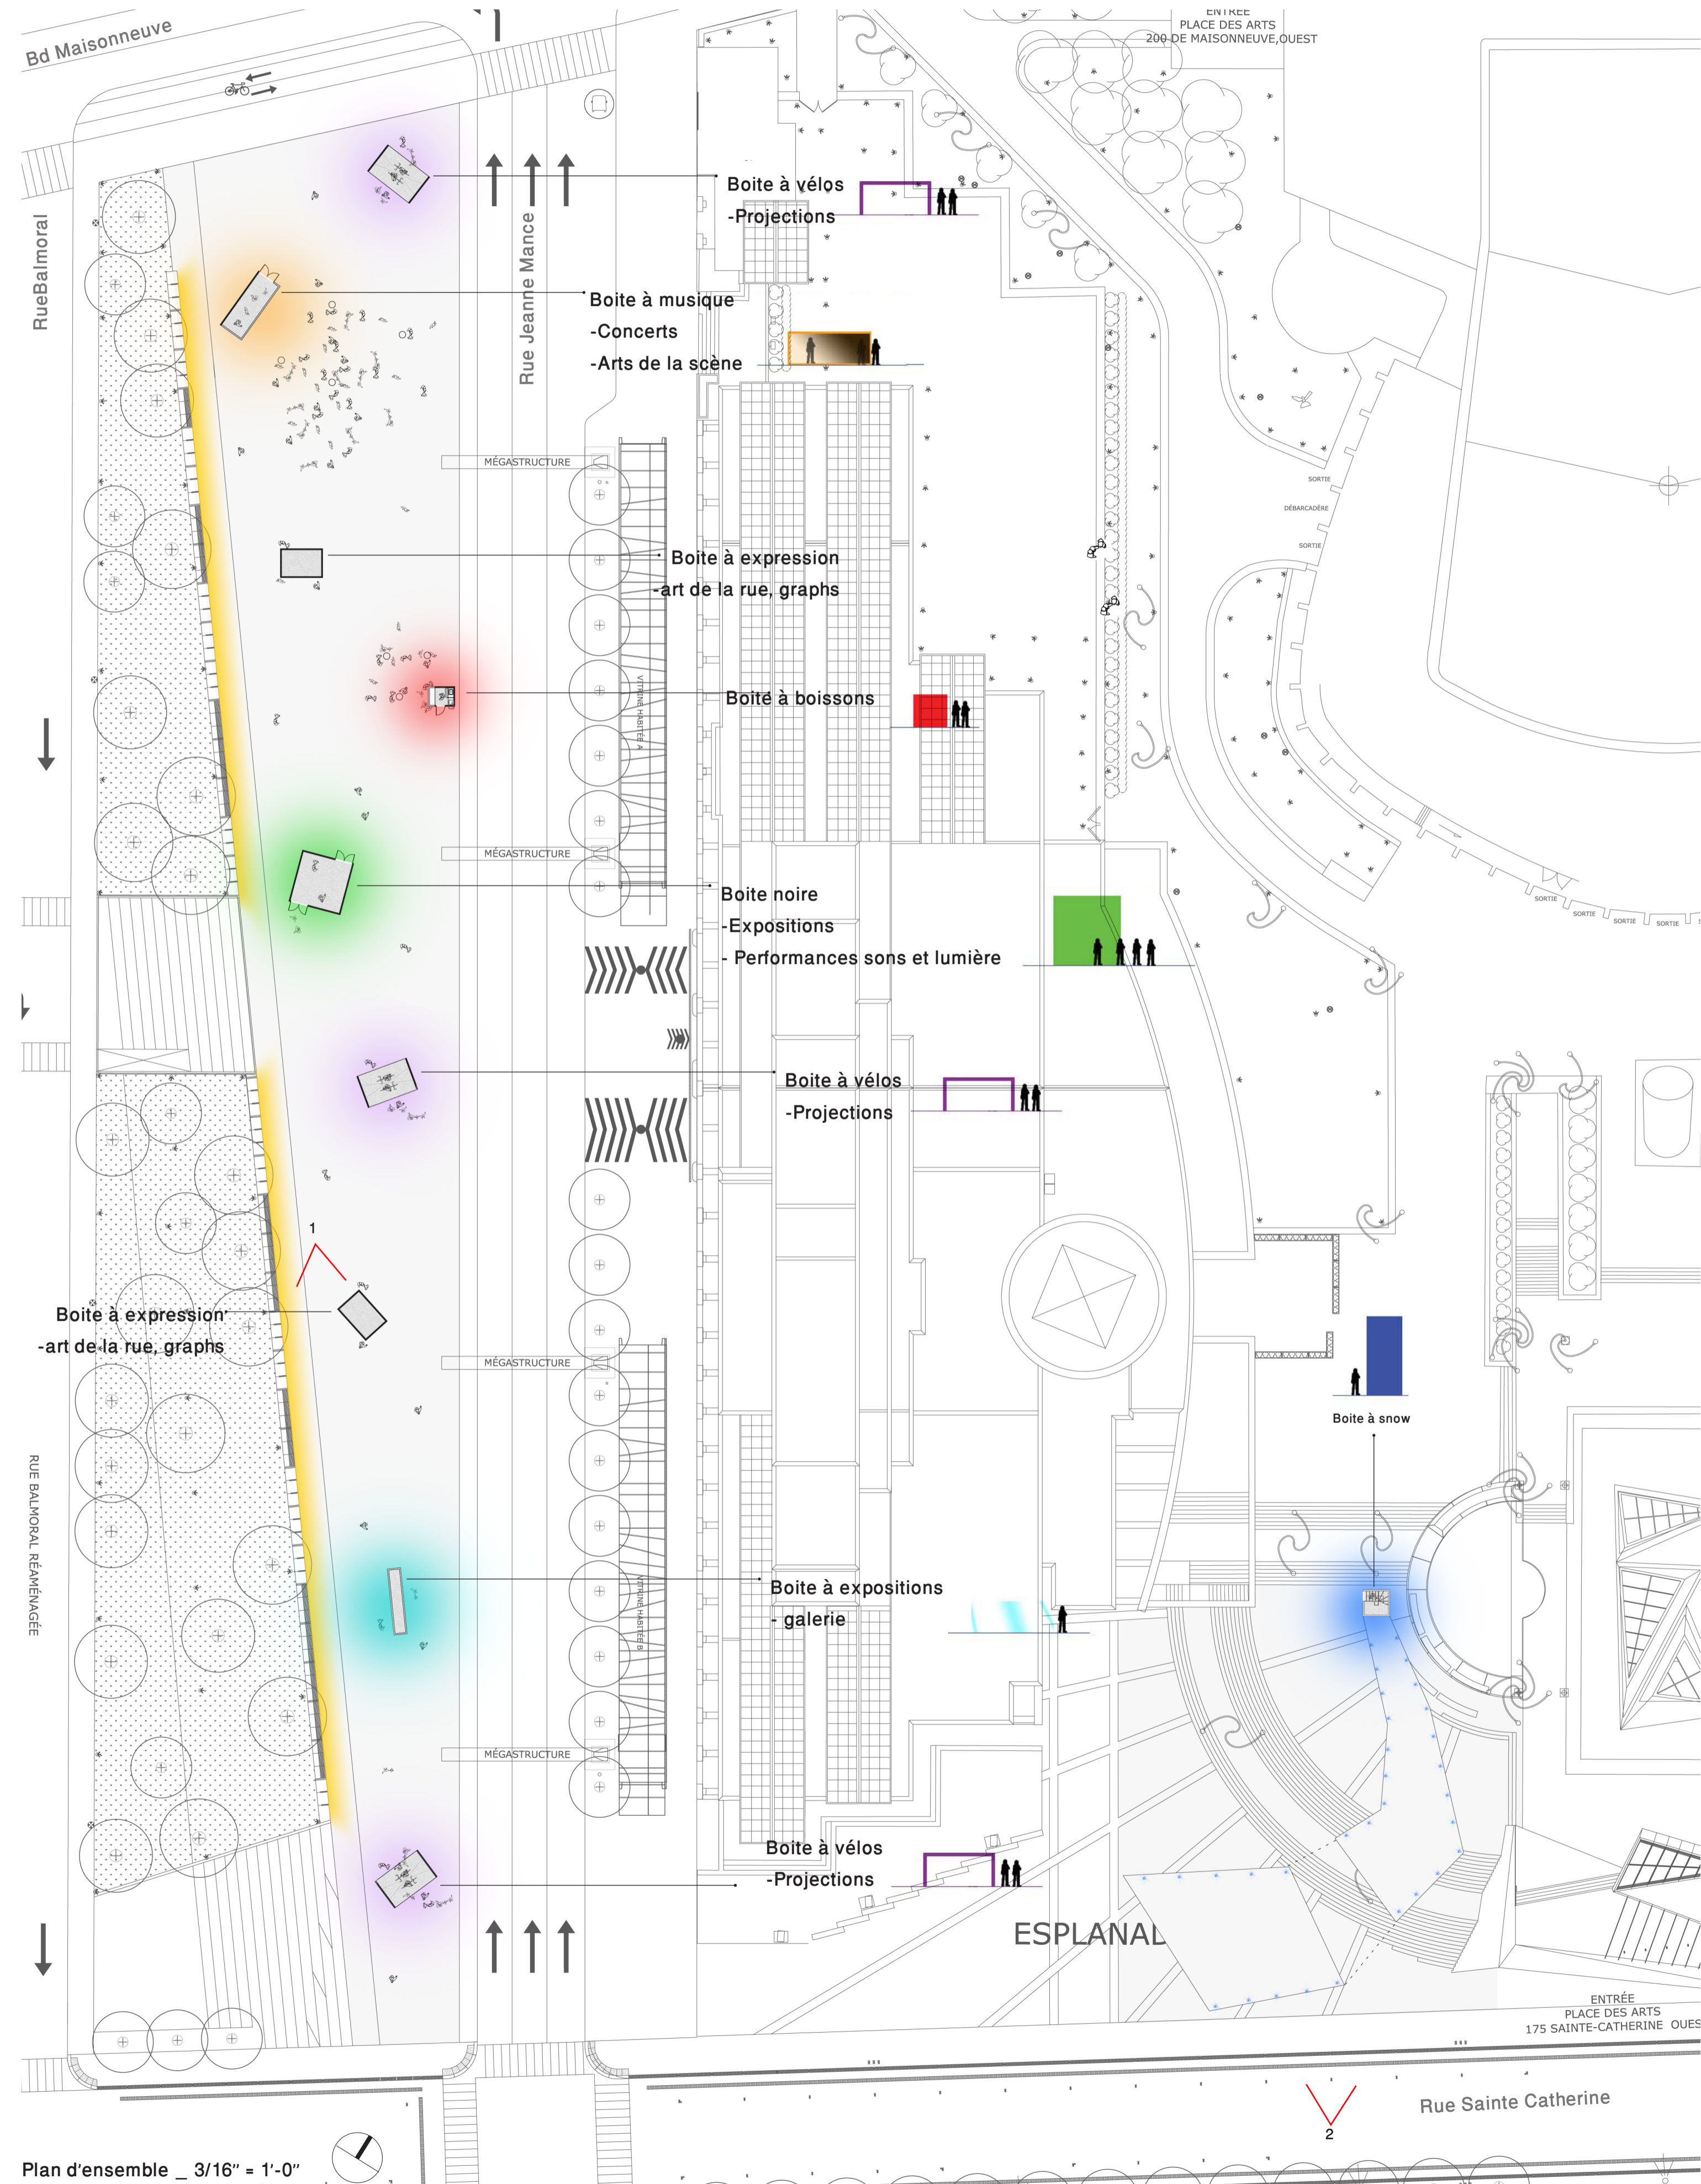 Bd Maisonneuve
ENTRÉE
PLACE DES ARTS
200 DE MAISONNEUVE,OUEST
RueBalmoral
Rue Jeanne Mance
Boite à vélos
-Projections
Boite à musique
-Concerts
-Arts de la scène
MÉGASTRUCTURE
SORTIE
DÉBARCADÈRE
SORTIE
Boite à expression
-art de la rue, graphs
VITRINE HABITÉE A
Boite à boissons
MÉGASTRUCTURE
Boite noire
-Expositions
- Performances sons et lumière
SORTIE
SORTIE
SORTIE
SORTIE
Boite à vélos
-Projections
1
Boite à expression
-art de la rue, graphs
MÉGASTRUCTURE
Boite à snow
RUE BALMORAL RÉAMÉNAGÉE
Boite à expositions
- galerie
VITRINE HABITÉE B
MÉGASTRUCTURE
Boite à vélos
-Projections
ESPLANAD
ENTRÉE
PLACE DES ARTS
175 SAINTE-CATHERINE OUES
Rue Sainte Catherine
2
Plan d'ensemble _ 3/16" = 1'-0"